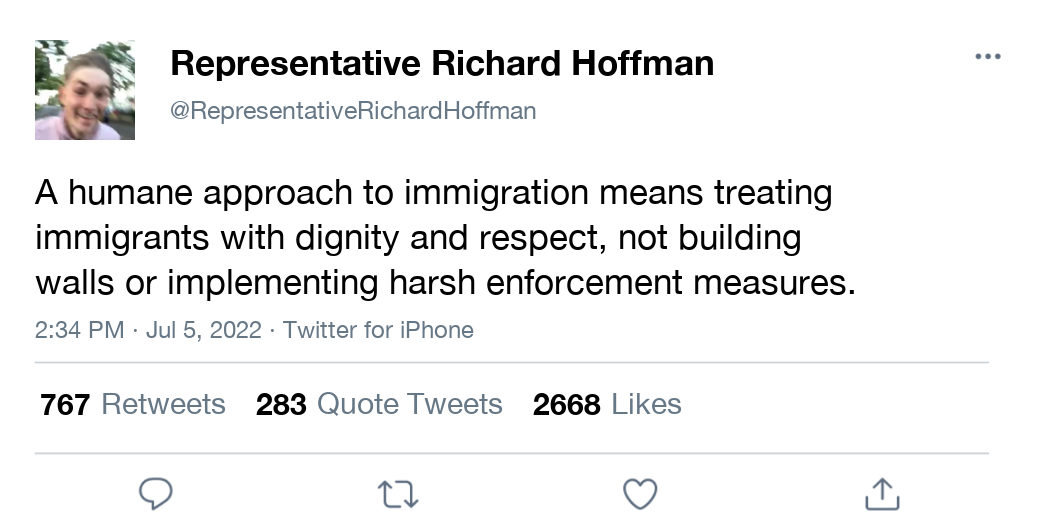 Representative Richard Hoffman
@RepresentativeRichardHoffman
A humane approach to immigration means treating
immigrants with dignity and respect, not building
walls or implementing harsh enforcement measures.
2:34 PM · Jul 5, 2022 · Twitter for iPhone
767 Retweets 283 Quote Tweets 2668 Likes